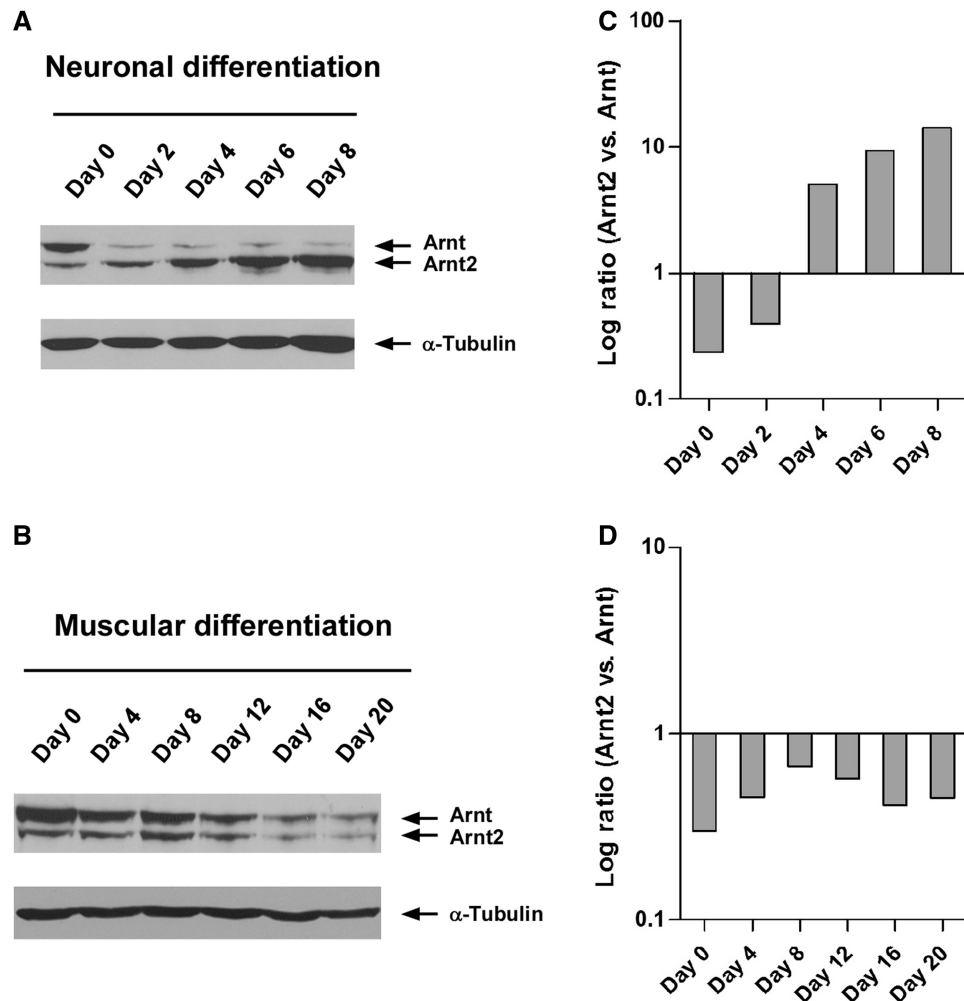 A
Neuronal differentiation
Day 0 Day 2 Day 4 Day 6 Day 8
Arnt
Arnt2
α-Tubulin
B
Muscular differentiation
Day 0 Day 4 Day 8 Day 12 Day 16 Day 20
Arnt
Arnt2
α-Tubulin
C
Log ratio (Arnt2 vs. Arnt)
100
10
1
0.1
Day 0 Day 2 Day 4 Day 6 Day 8
D
Log ratio (Arnt2 vs. Arnt)
10
1
0.1
Day 0 Day 4 Day 8 Day 12 Day 16 Day 20